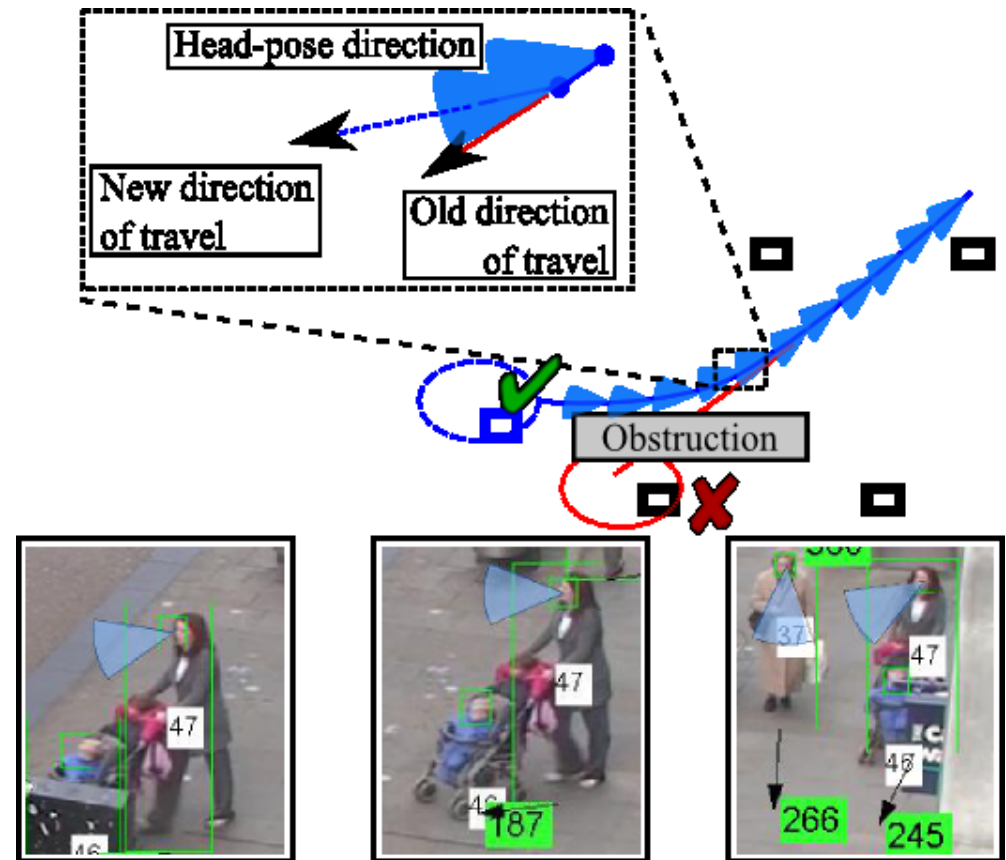 Head-pose direction
New direction
of travel
Old direction
of travel
Obstruction
47
46
47
46
187
37
47
46
266
245